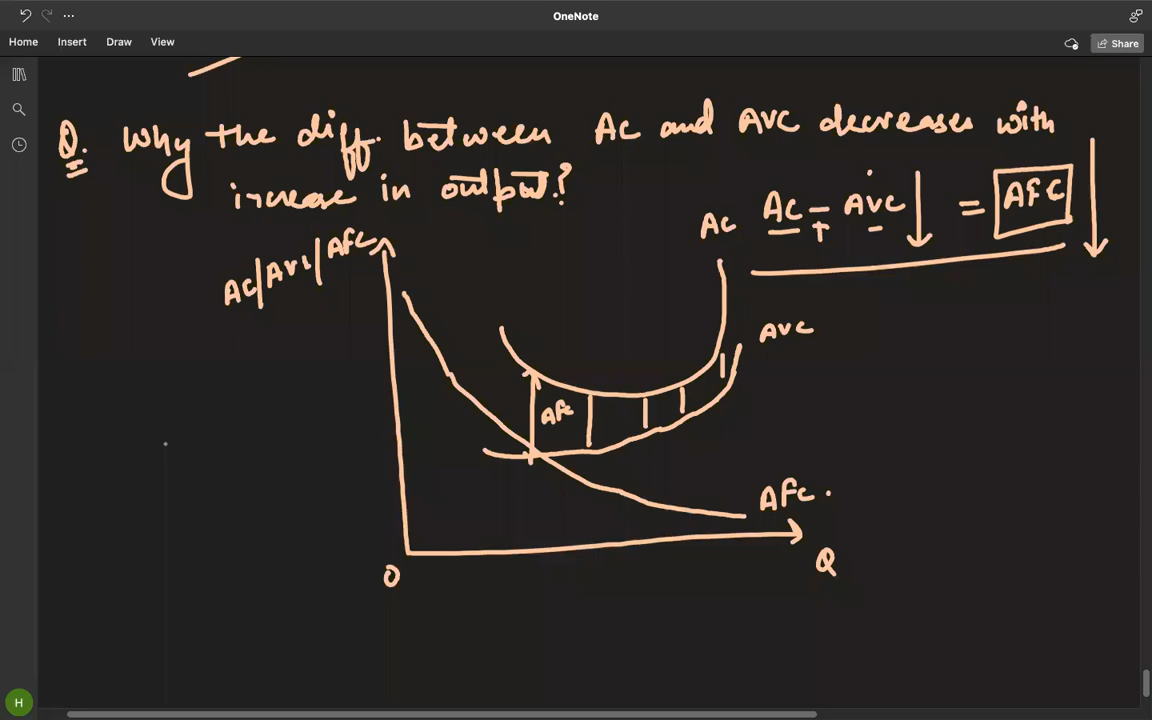 OneNote
Home Insert Draw View
Share
Q. Why the diff. between AC and AVC decreases with
increase in output?
AC - AVC ↓ = AFC ↓
+
AC/AVC/AFC
AC
AVC
AFC
AFC.
O
Q
H